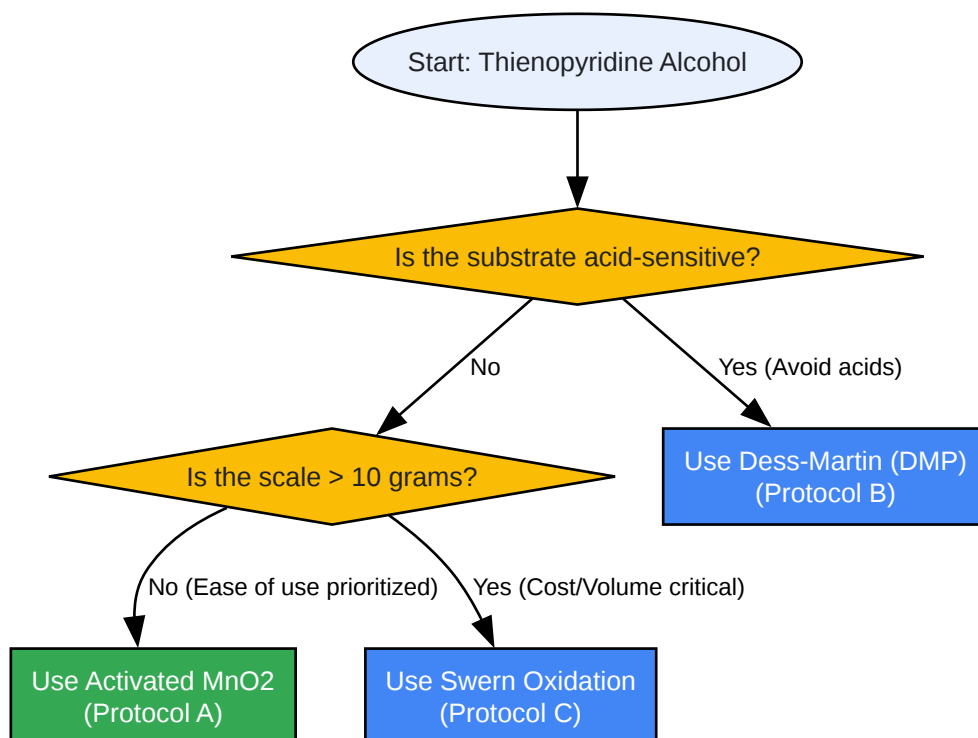 Start: Thienopyridine Alcohol
Is the substrate acid-sensitive?
No
Yes (Avoid acids)
Is the scale > 10 grams?
Use Dess-Martin (DMP)
(Protocol B)
No (Ease of use prioritized)
Yes (Cost/Volume critical)
Use Activated MnO2
(Protocol A)
Use Swern Oxidation
(Protocol C)